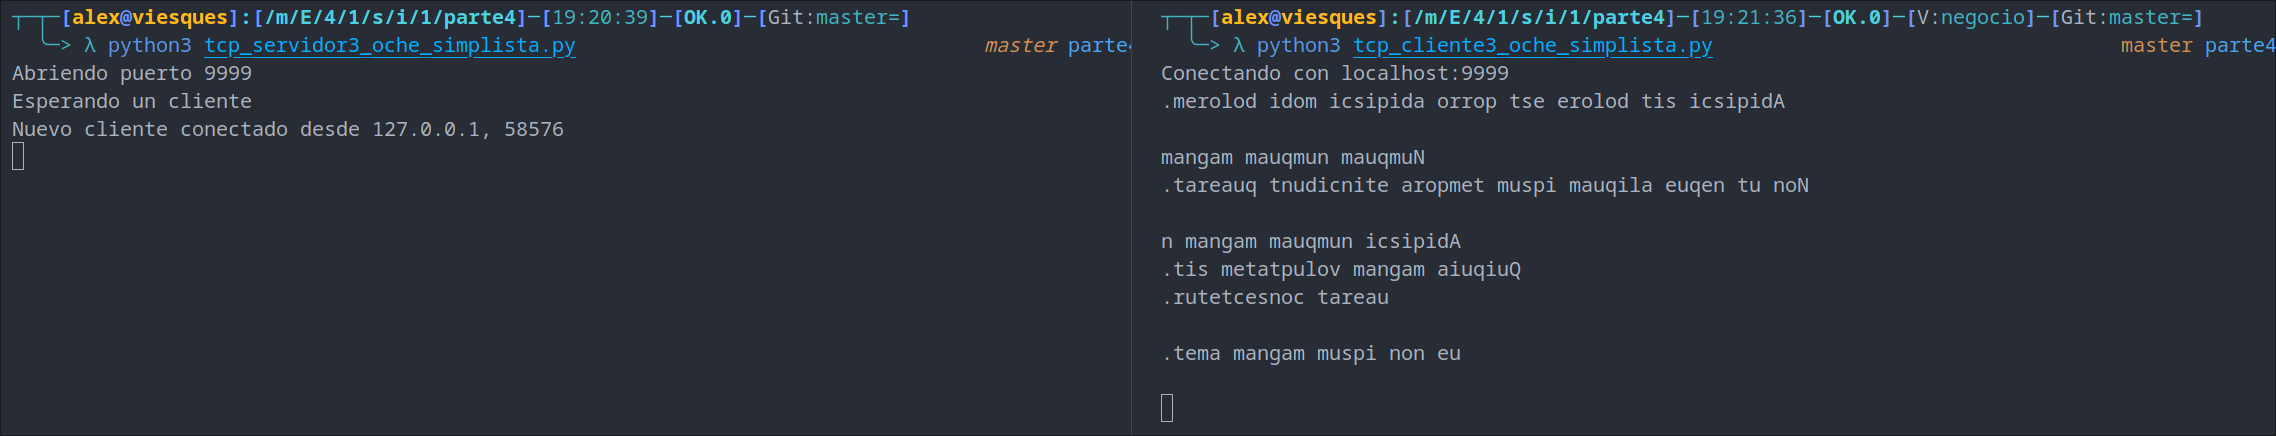 [alex@viesques]:[/m/E/4/1/s/i/1/parte4]─[19:20:39]─[OK.0]─[Git:master=]
╰─> λ python3 tcp_servidor3_oche_simplista.py master parte4
Abriendo puerto 9999
Esperando un cliente
Nuevo cliente conectado desde 127.0.0.1, 58576
[alex@viesques]:[/m/E/4/1/s/i/1/parte4]─[19:21:36]─[OK.0]─[V:negocio]─[Git:master=]
╰─> λ python3 tcp_cliente3_oche_simplista.py master parte4
Conectando con localhost:9999
.merolod idom icsipida orrop tse erolod tis icsipidA
mangam mauqmun mauqmuN
.tareauq tnudicnite aropmet muspi mauqila euqen tu noN
n mangam mauqmun icsipidA
.tis metatpulov mangam aiuqiuQ
.rutetcesnoc tareau
.tema mangam muspi non eu